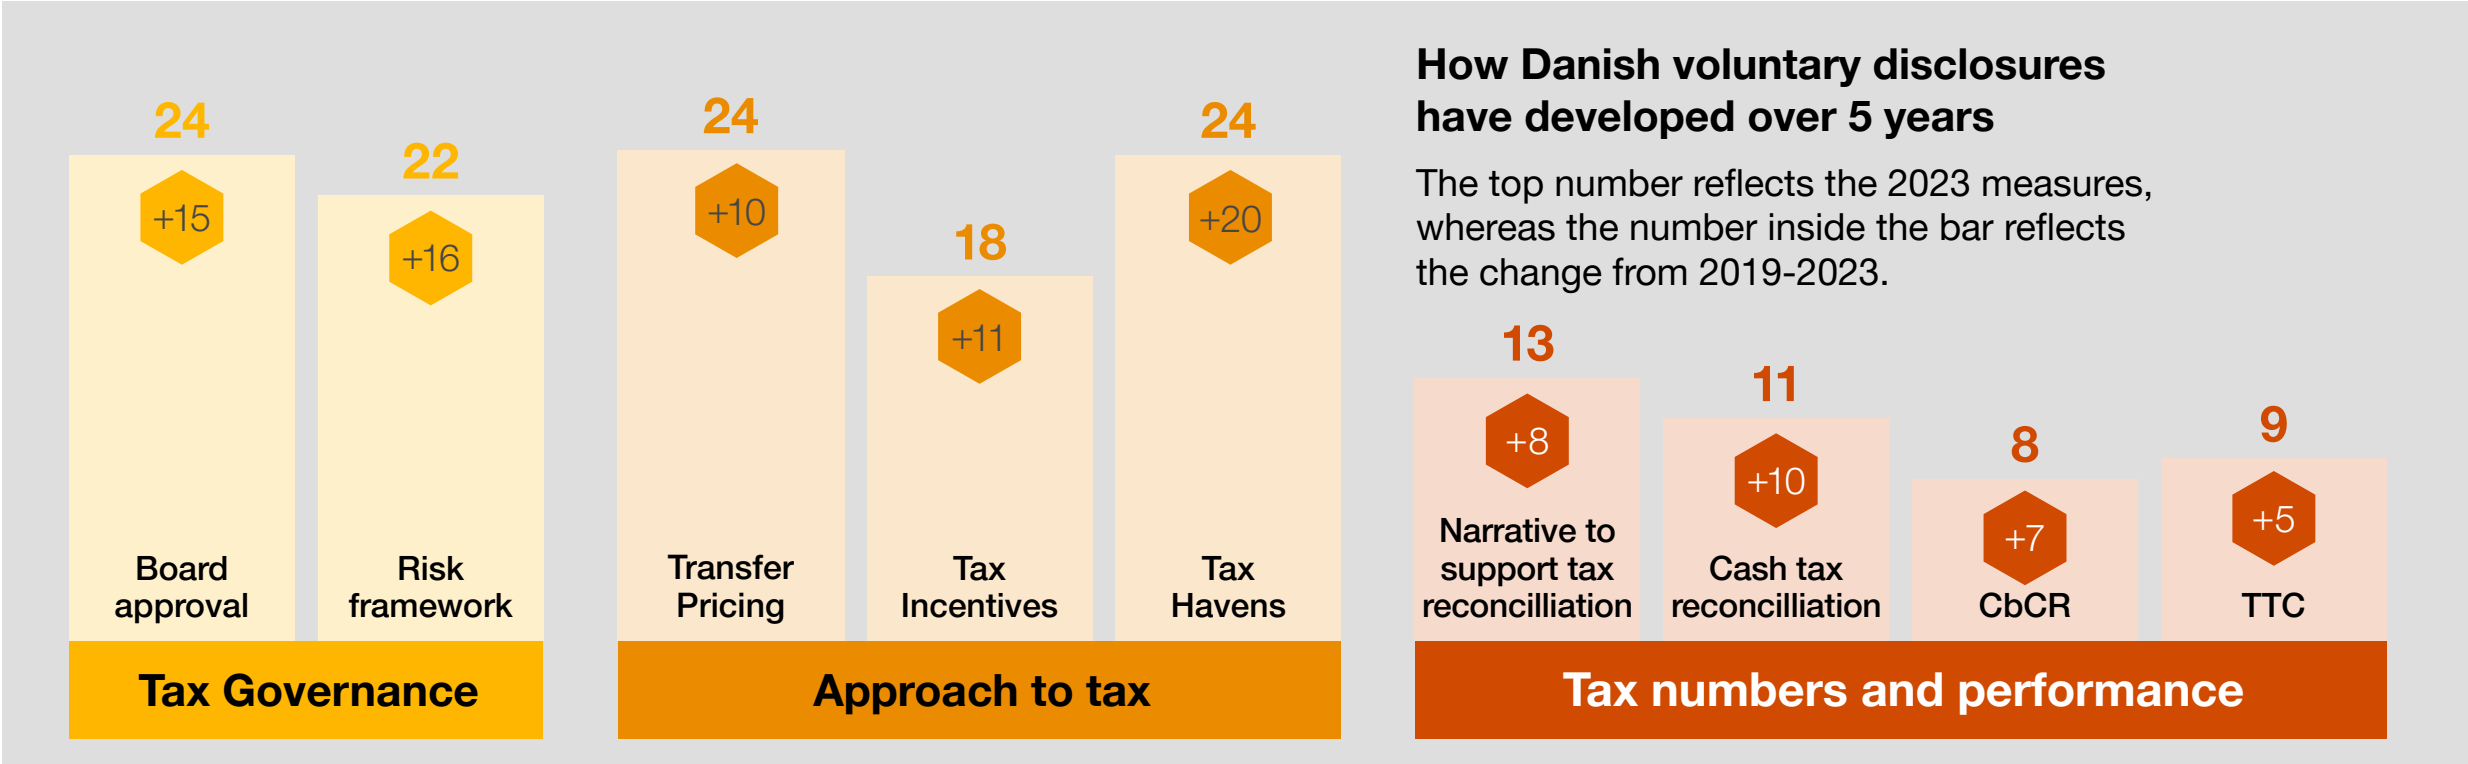 How Danish voluntary disclosures
have developed over 5 years
The top number reflects the 2023 measures,
whereas the number inside the bar reflects
the change from 2019-2023.
24
+15
Board
approval
22
+16
Risk
framework
Tax Governance
24
+10
Transfer
Pricing
18
+11
Tax
Incentives
24
+20
Tax
Havens
Approach to tax
13
+8
Narrative to
support tax
reconcilliation
11
+10
Cash tax
reconcilliation
8
+7
CbCR
9
+5
TTC
Tax numbers and performance